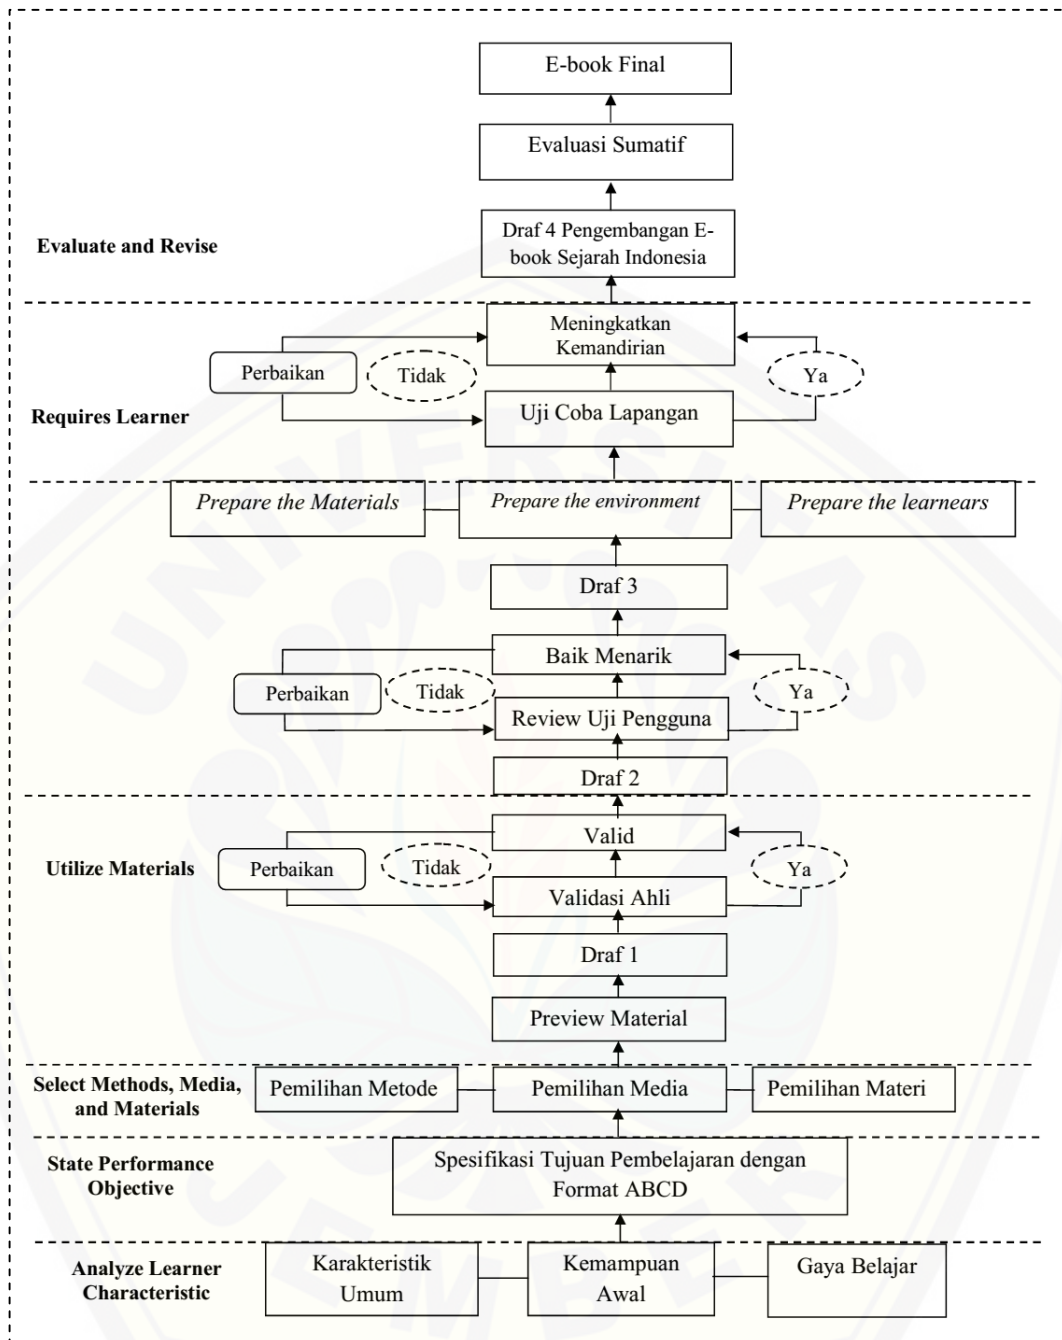 E-book Final
Evaluasi Sumatif
Draf 4 Pengembangan E-
book Sejarah Indonesia
Evaluate and Revise
Meningkatkan
Kemandirian
Perbaikan
Tidak
Ya
Requires Learner
Uji Coba Lapangan
Prepare the Materials
Prepare the environment
Prepare the learnears
Draf 3
Baik Menarik
Perbaikan
Tidak
Ya
Review Uji Pengguna
Draf 2
Valid
Utilize Materials
Perbaikan
Tidak
Ya
Validasi Ahli
Draf 1
Preview Material
Select Methods, Media,
and Materials
Pemilihan Metode
Pemilihan Media
Pemilihan Materi
State Performance
Objective
Spesifikasi Tujuan Pembelajaran dengan
Format ABCD
Analyze Learner
Characteristic
Karakteristik
Umum
Kemampuan
Awal
Gaya Belajar
UNIVERSITAS
JEMBER